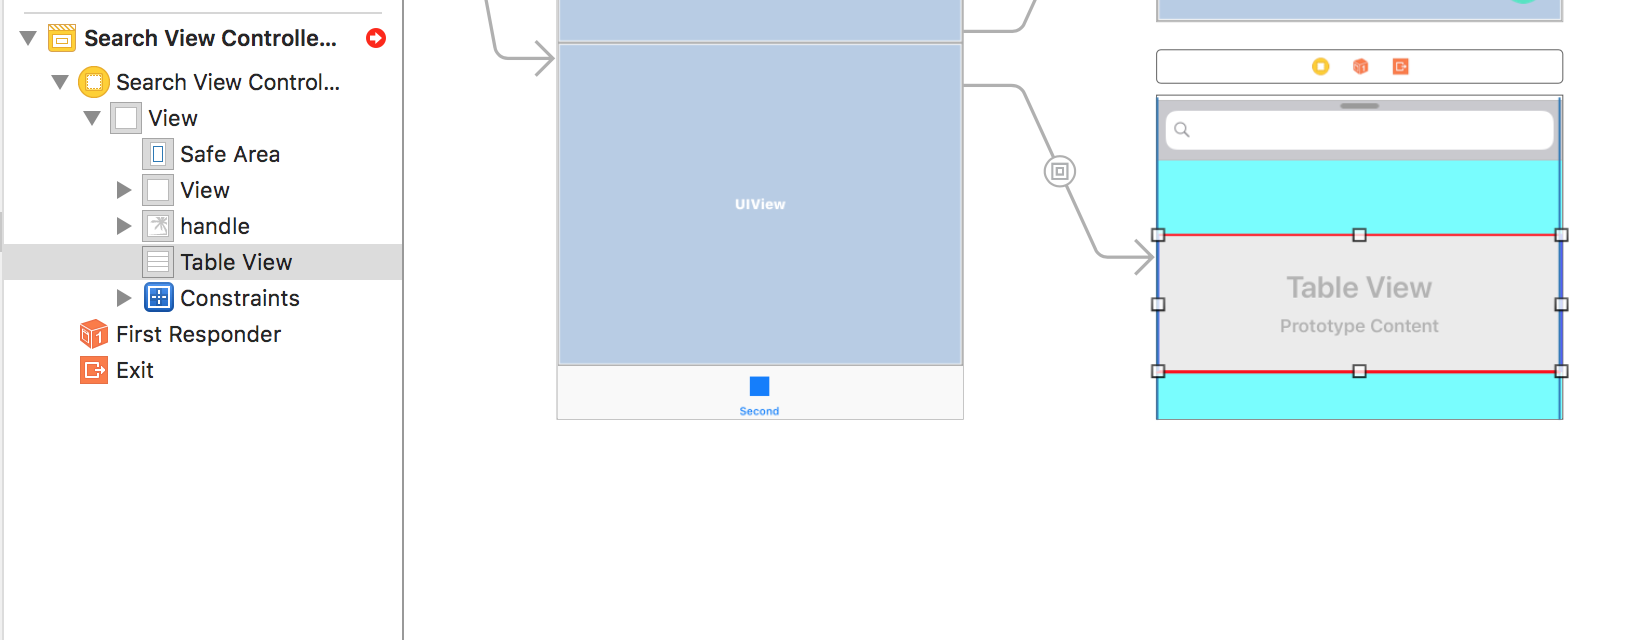 Search View Controlle...
Search View Control...
View
Safe Area
View
handle
Table View
Constraints
First Responder
Exit
UIView
Second
Table View
Prototype Content